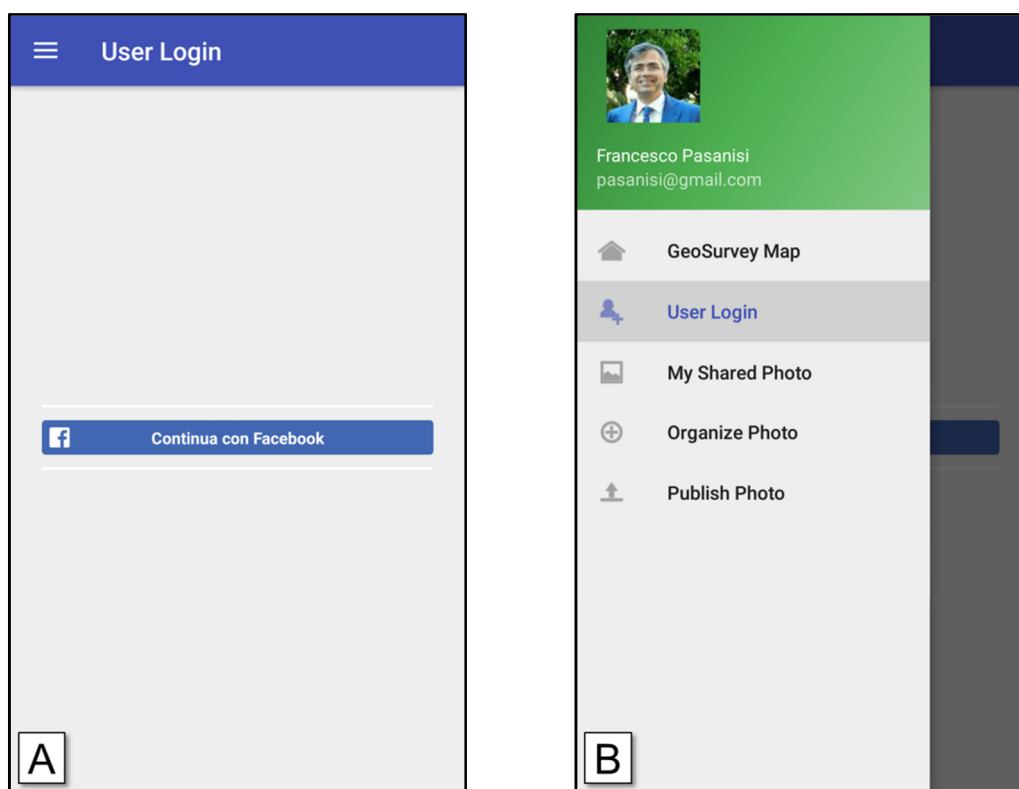 User Login
Continua con Facebook
A
Francesco Pasanisi
pasanisi@gmail.com
GeoSurvey Map
User Login
My Shared Photo
Organize Photo
Publish Photo
B